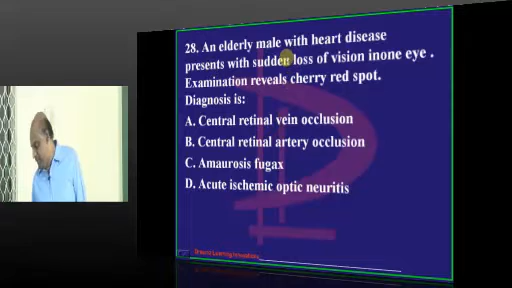 28. An elderly male with heart disease
presents with sudden loss of vision inone eye .
Examination reveals cherry red spot.
Diagnosis is:
A. Central retinal vein occlusion
B. Central retinal artery occlusion
C. Amaurosis fugax
D. Acute ischemic optic neuritis